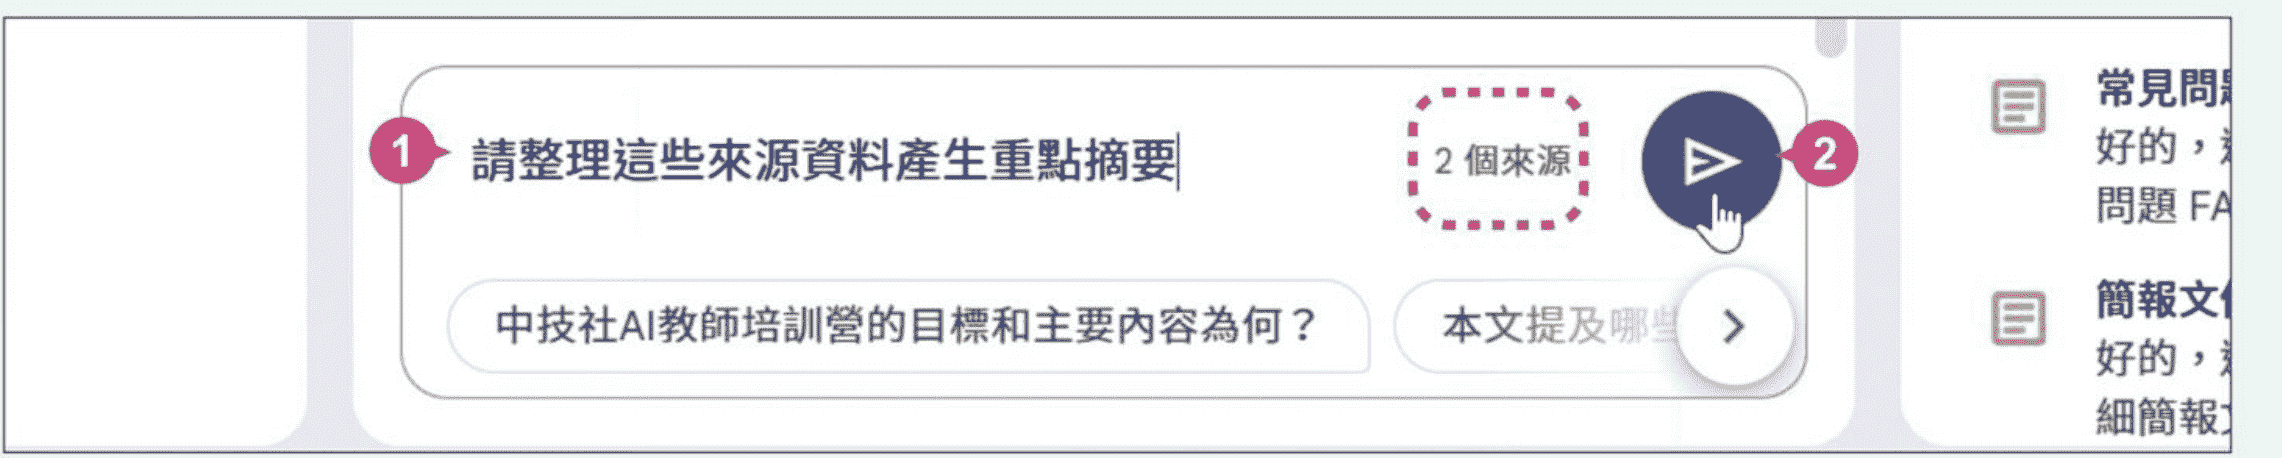 1
請整理這些來源資料產生重點摘要
2 個來源
2
中技社AI教師培訓營的目標和主要內容為何？
本文提及哪些
常見問題
好的，
問題 FA
簡報文
好的，
細簡報